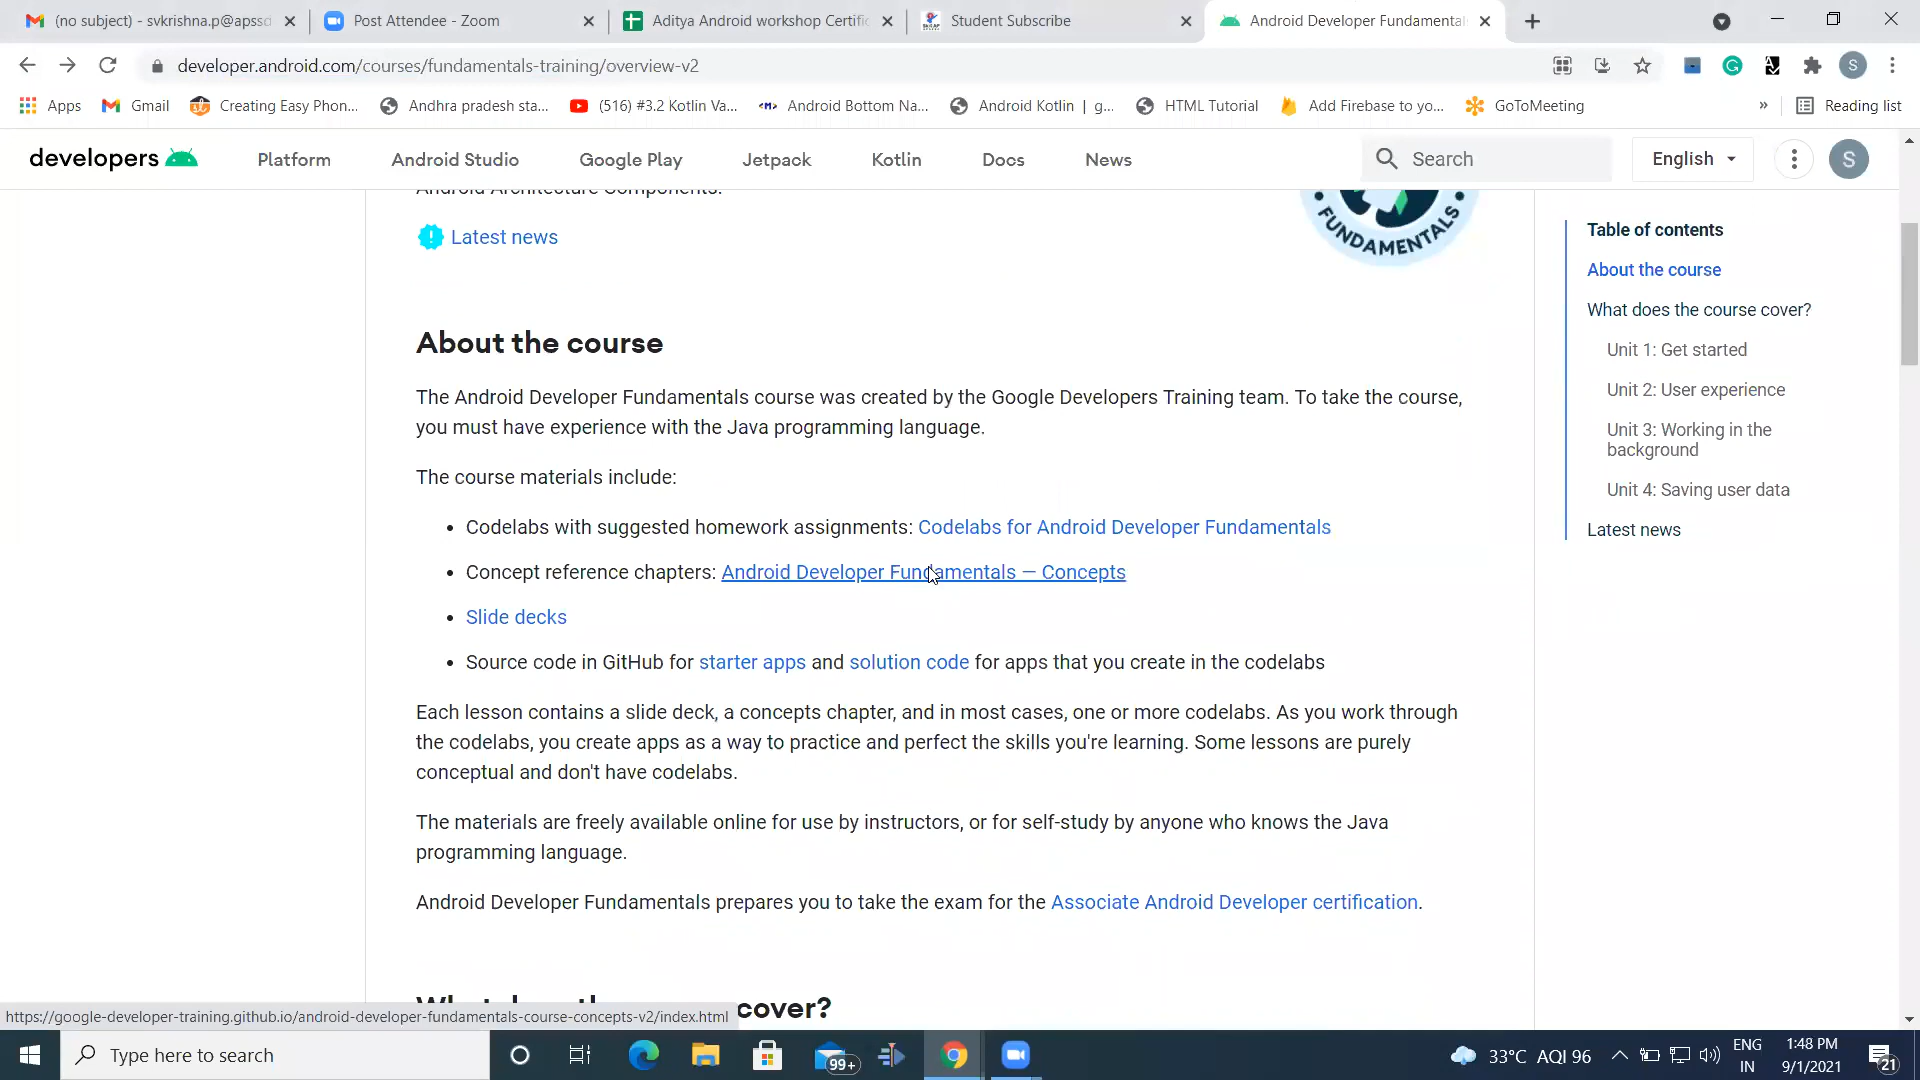 (no subject) - svkrishna.p@apssd
Post Attendee - Zoom
Aditya Android workshop Certific
Student Subscribe
Android Developer Fundamental
developer.android.com/courses/fundamentals-training/overview-v2
S
Apps
Gmail
Creating Easy Phon...
Andhra pradesh sta...
(516) #3.2 Kotlin Va...
Android Bottom Na...
Android Kotlin | g...
HTML Tutorial
Add Firebase to yo...
GoToMeeting
»
Reading list
developers
Platform
Android Studio
Google Play
Jetpack
Kotlin
Docs
News
Search
English
S
Android Architecture Components.
FUNDAMENTALS
Latest news
About the course
The Android Developer Fundamentals course was created by the Google Developers Training team. To take the course,
you must have experience with the Java programming language.
The course materials include:
• Codelabs with suggested homework assignments: Codelabs for Android Developer Fundamentals
• Concept reference chapters: Android Developer Fundamentals — Concepts
• Slide decks
• Source code in GitHub for starter apps and solution code for apps that you create in the codelabs
Each lesson contains a slide deck, a concepts chapter, and in most cases, one or more codelabs. As you work through
the codelabs, you create apps as a way to practice and perfect the skills you're learning. Some lessons are purely
conceptual and don't have codelabs.
The materials are freely available online for use by instructors, or for self-study by anyone who knows the Java
programming language.
Android Developer Fundamentals prepares you to take the exam for the Associate Android Developer certification.
cover?
Table of contents
About the course
What does the course cover?
Unit 1: Get started
Unit 2: User experience
Unit 3: Working in the
background
Unit 4: Saving user data
Latest news
https://google-developer-training.github.io/android-developer-fundamentals-course-concepts-v2/index.html
Type here to search
99+
33°C AQI 96
ENG
IN
1:48 PM
9/1/2021
21